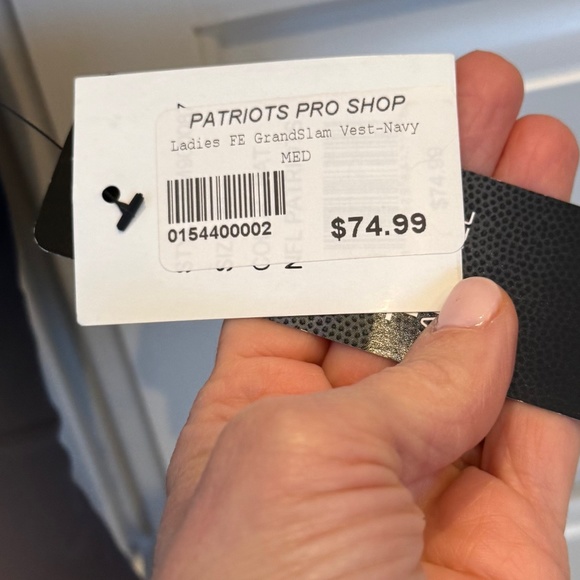 PATRIOTS PRO SHOP
Ladies FE GrandSlam Vest-Navy
MED
0154400002
$74.99